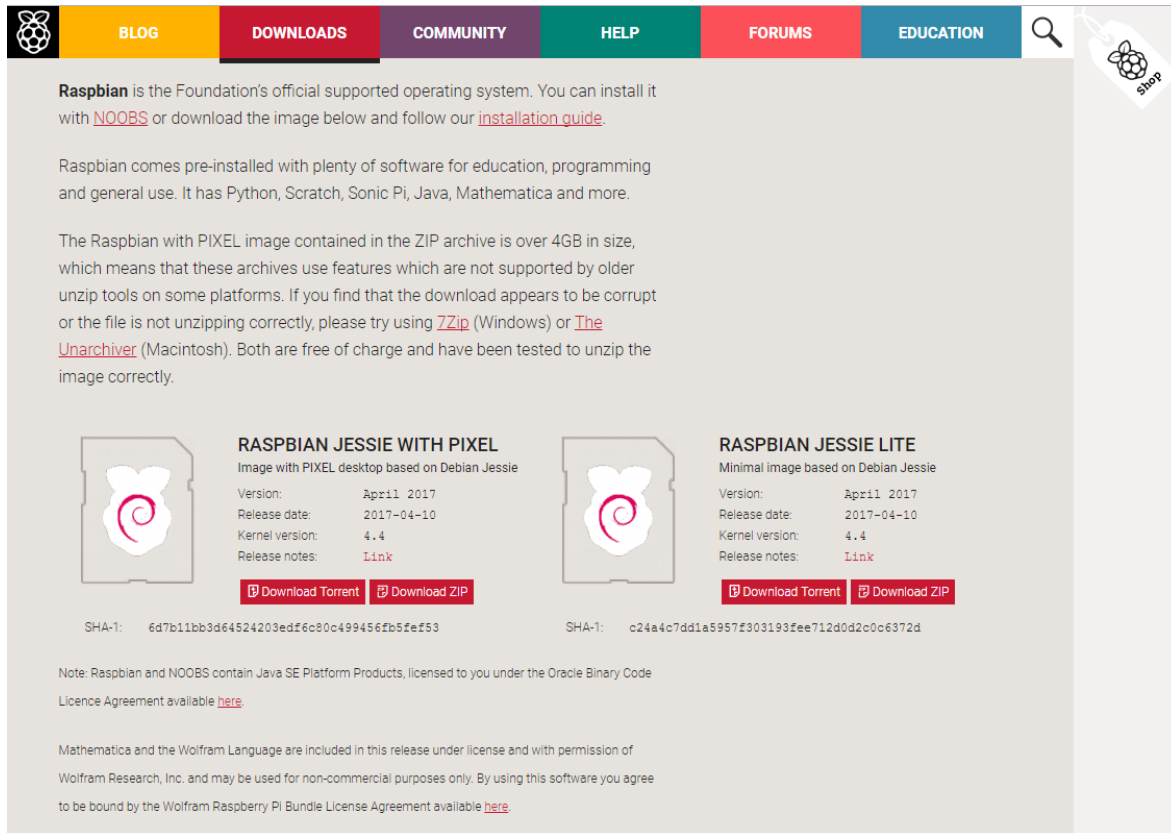 BLOG
DOWNLOADS
COMMUNITY
HELP
FORUMS
EDUCATION
shop
Raspbian is the Foundation's official supported operating system. You can install it
with NOOBS or download the image below and follow our installation guide.
Raspbian comes pre-installed with plenty of software for education, programming
and general use. It has Python, Scratch, Sonic Pi, Java, Mathematica and more.
The Raspbian with PIXEL image contained in the ZIP archive is over 4GB in size,
which means that these archives use features which are not supported by older
unzip tools on some platforms. If you find that the download appears to be corrupt
or the file is not unzipping correctly, please try using 7Zip (Windows) or The
Unarchiver (Macintosh). Both are free of charge and have been tested to unzip the
image correctly.
RASPBIAN JESSIE WITH PIXEL
Image with PIXEL desktop based on Debian Jessie
Version: April 2017
Release date: 2017-04-10
Kernel version: 4.4
Release notes: Link
Download Torrent Download ZIP
SHA-1: 6d7b11bb3d64524203edf6c80c499456fb5fef53
RASPBIAN JESSIE LITE
Minimal image based on Debian Jessie
Version: April 2017
Release date: 2017-04-10
Kernel version: 4.4
Release notes: Link
Download Torrent Download ZIP
SHA-1: c24a4c7dd1a5957f303193fee712d0d2c0c6372d
Note: Raspbian and NOOBS contain Java SE Platform Products, licensed to you under the Oracle Binary Code
Licence Agreement available here.
Mathematica and the Wolfram Language are included in this release under license and with permission of
Wolfram Research, Inc. and may be used for non-commercial purposes only. By using this software you agree
to be bound by the Wolfram Raspberry Pi Bundle License Agreement available here.